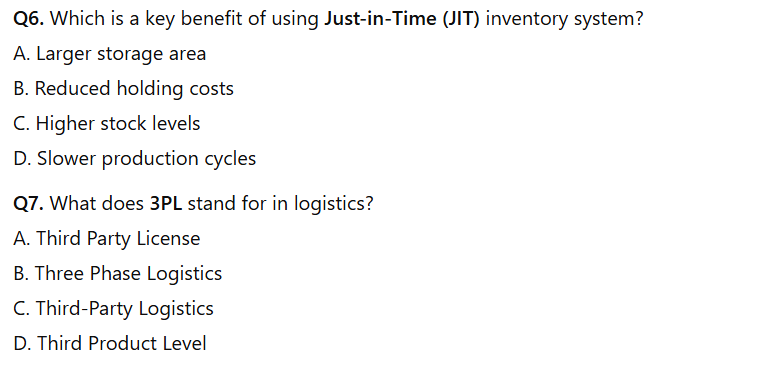 Q6. Which is a key benefit of using Just-in-Time (JIT) inventory system?
A. Larger storage area
B. Reduced holding costs
C. Higher stock levels
D. Slower production cycles
Q7. What does 3PL stand for in logistics?
A. Third Party License
B. Three Phase Logistics
C. Third-Party Logistics
D. Third Product Level